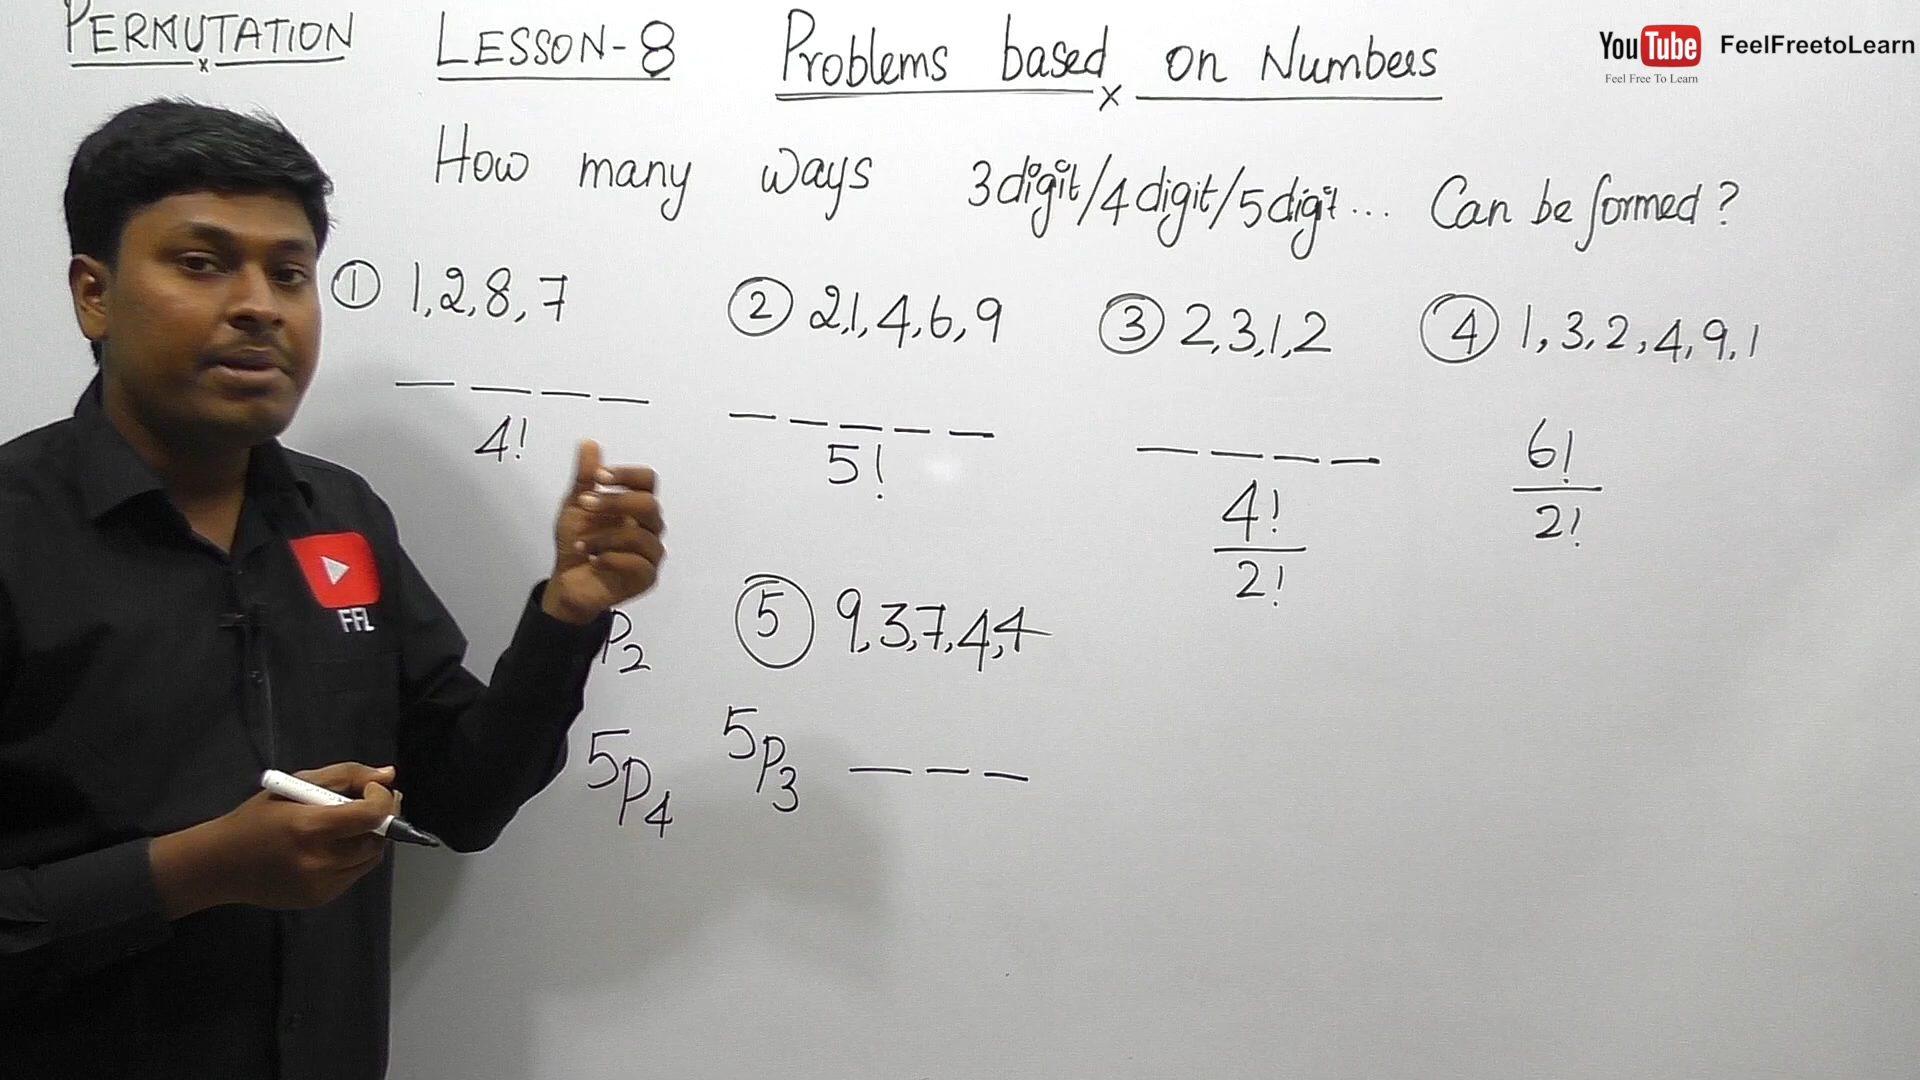 PERMUTATION LESSON-8 Problems based on Numbers
YouTube FeelFreetoLearn
Feel Free To Learn
How many ways 3digit/4digit/5digit... Can be formed?
① 1,2,8,7 ② 2,1,4,6,9 ③ 2,3,1,2 ④ 1,3,2,4,9,1
4! 5! 4!/2! 6!/2!
P2 ⑤ 9,3,7,4,4
5P4 5P3
FFL